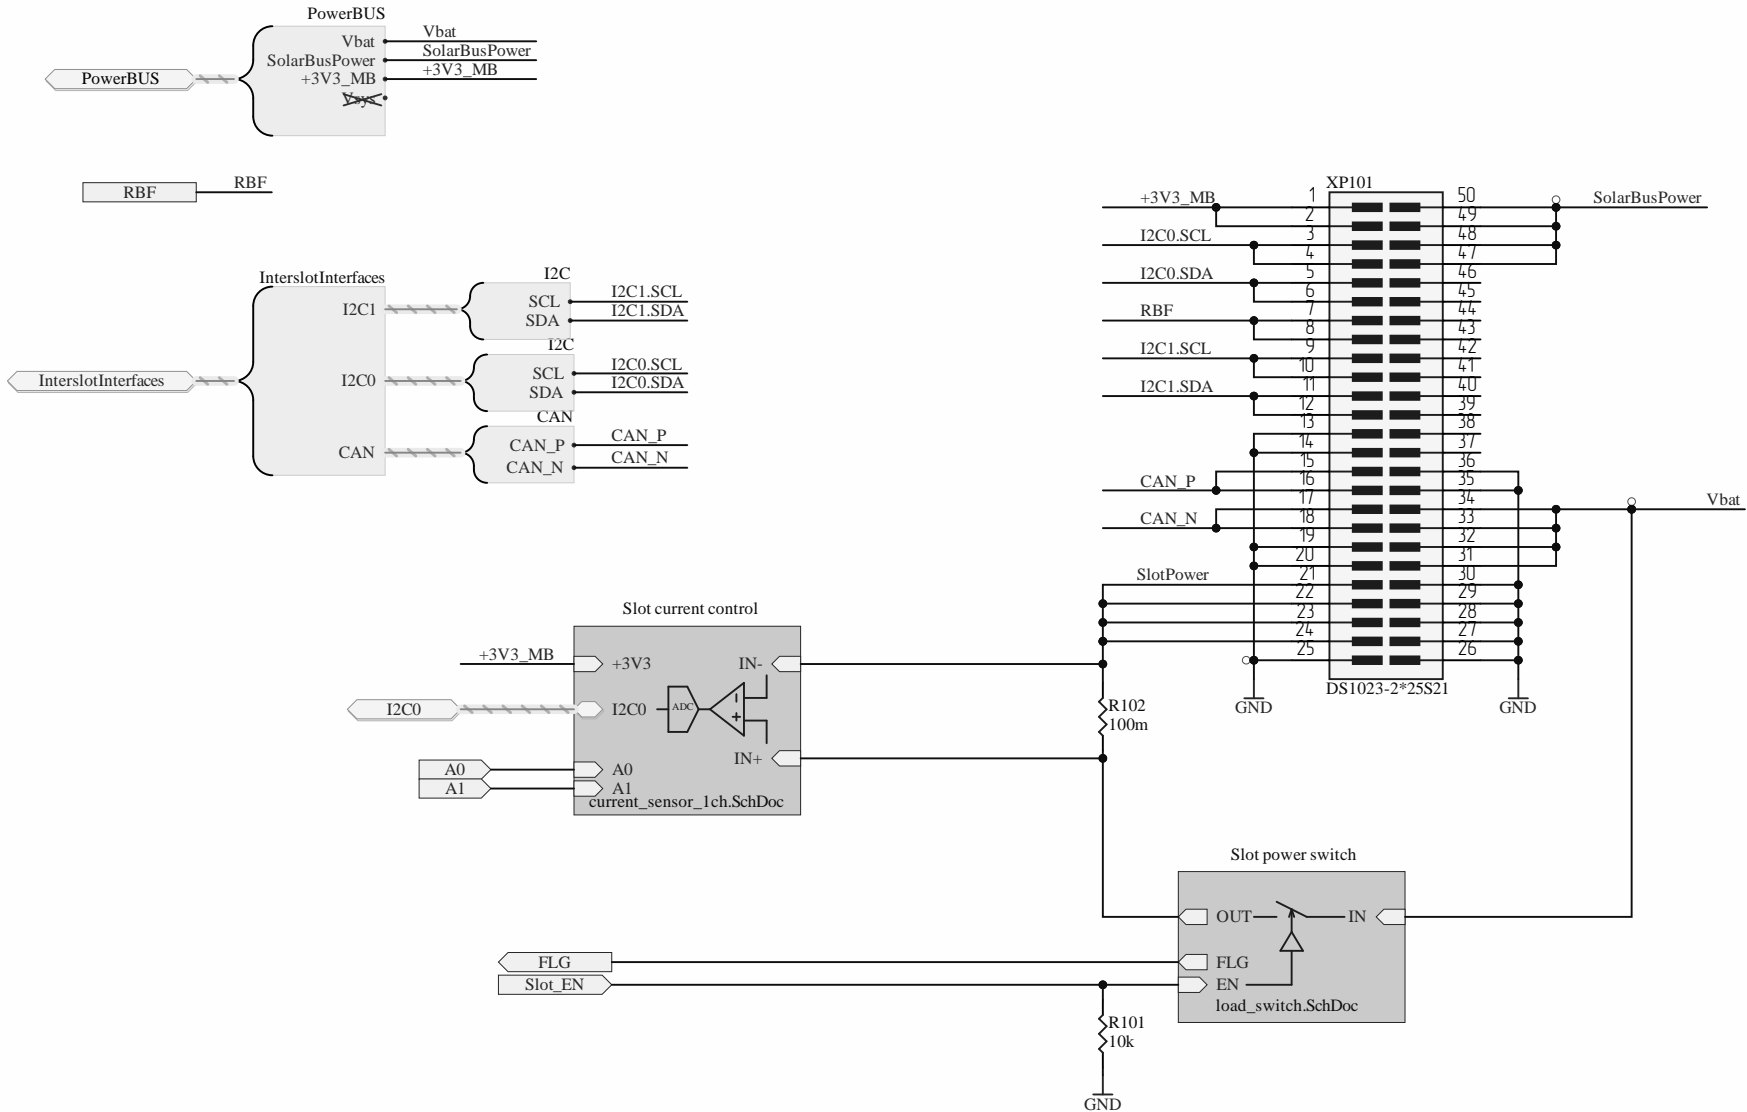 PowerBUS
Vbat
Vbat
SolarBusPower
SolarBusPower
+3V3_MB
+3V3_MB
Vsys
PowerBUS
RBF
RBF
InterslotInterfaces
I2C1
I2C0
CAN
InterslotInterfaces
I2C
SCL
I2C1.SCL
SDA
I2C1.SDA
I2C
SCL
I2C0.SCL
SDA
I2C0.SDA
CAN
CAN_P
CAN_P
CAN_N
CAN_N
XP101
+3V3_MB
I2C0.SCL
I2C0.SDA
RBF
I2C1.SCL
I2C1.SDA
CAN_P
CAN_N
SlotPower
1
2
3
4
5
6
7
8
9
10
11
12
13
14
15
16
17
18
19
20
21
22
23
24
25
50
49
48
47
46
45
44
43
42
41
40
39
38
37
36
35
34
33
32
31
30
29
28
27
26
SolarBusPower
Vbat
DS1023-2*25S21
GND
GND
Slot current control
+3V3_MB
+3V3
IN-
I2C0
I2C0
ADC
IN+
A0
A0
A1
A1
current_sensor_1ch.SchDoc
R102
100m
Slot power switch
OUT
IN
FLG
FLG
Slot_EN
EN
load_switch.SchDoc
R101
10k
GND